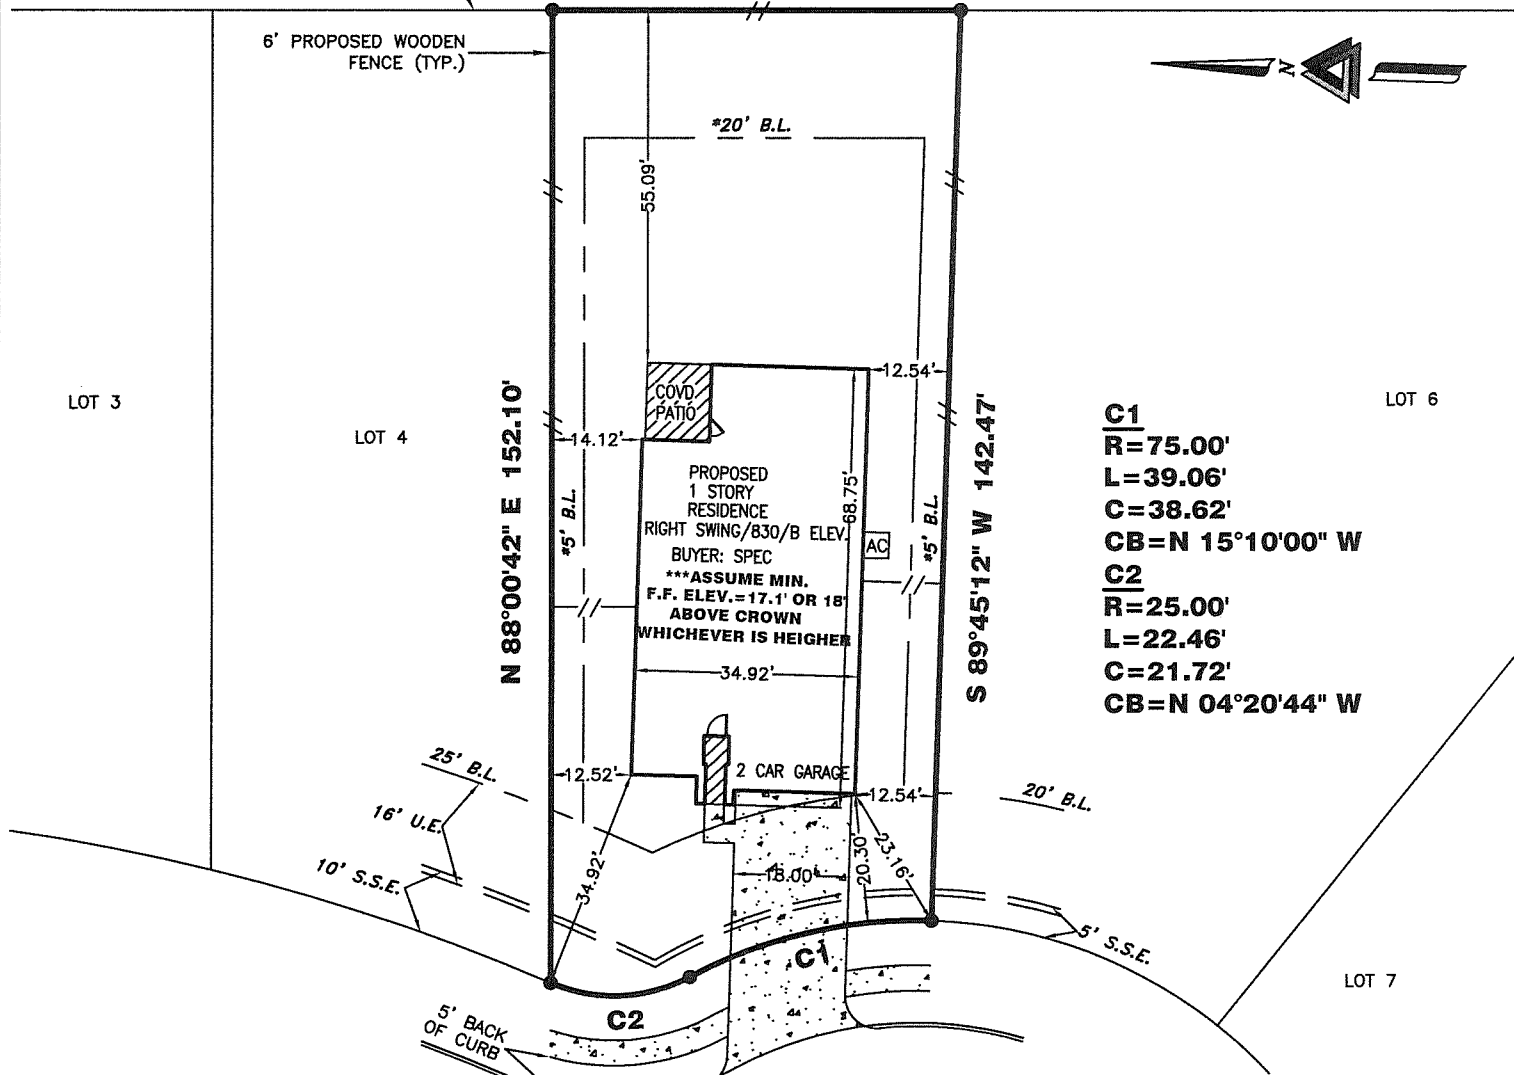 6' PROPOSED WOODEN
FENCE (TYP.)
N
*20' B.L.
55.09'
LOT 3
LOT 4
N 88°00'42" E 152.10'
*5' B.L.
14.12'
COVD
PATIO
12.54'
68.75'
PROPOSED
1 STORY
RESIDENCE
RIGHT SWING/830/B ELEV.
BUYER: SPEC
***ASSUME MIN.
F.F. ELEV.=17.1' OR 18'
ABOVE CROWN
WHICHEVER IS HEIGHER
AC
*5' B.L.
S 89°45'12" W 142.47'
C1
R=75.00'
L=39.06'
C=38.62'
CB=N 15°10'00" W
C2
R=25.00'
L=22.46'
C=21.72'
CB=N 04°20'44" W
LOT 6
34.92'
25' B.L.
12.52'
2 CAR GARAGE
12.54'
20' B.L.
16' U.E.
10' S.S.E.
34.92'
18.00'
20.30'
23.16'
5' S.S.E.
C1
LOT 7
C2
5' BACK
OF CURB